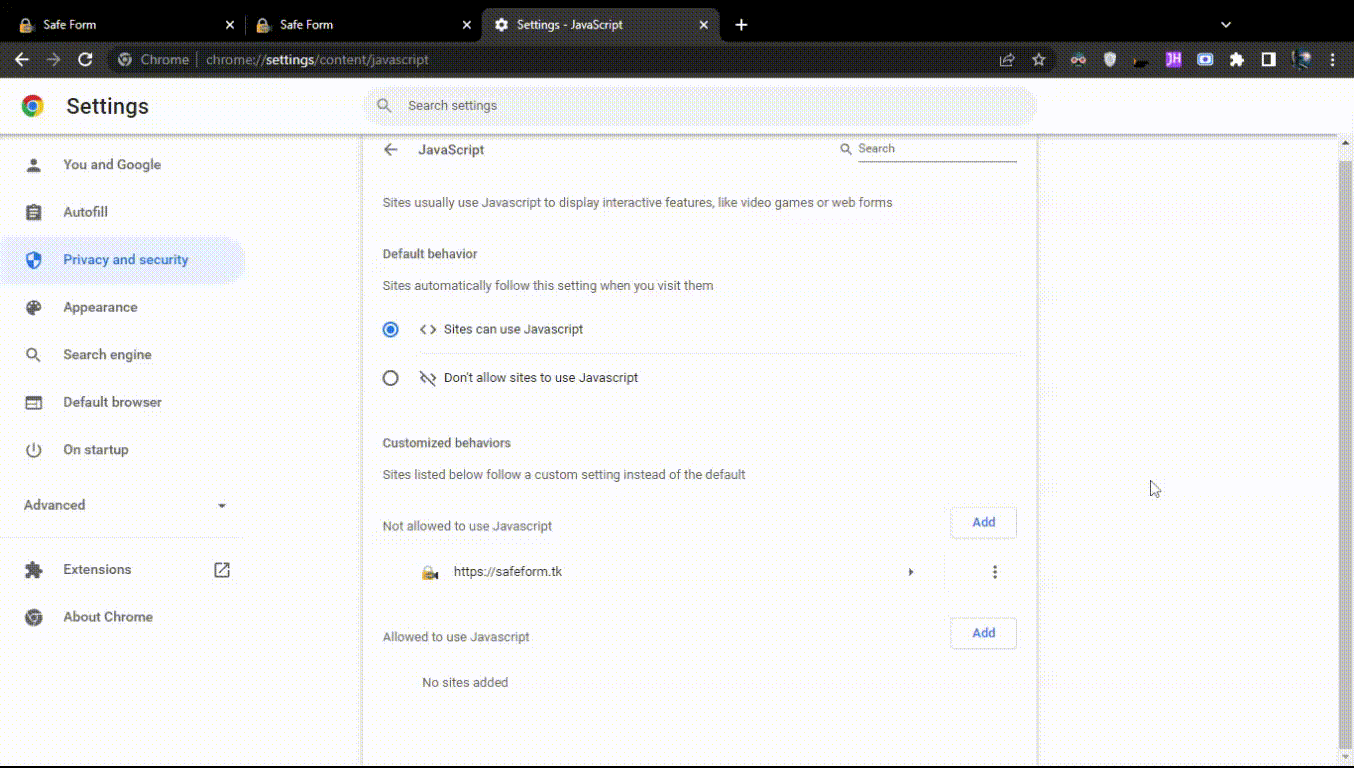 Safe Form
Safe Form
Settings - JavaScript
Chrome
chrome://settings/content/javascript
JH
Settings
Search settings
You and Google
Autofill
Privacy and security
Appearance
Search engine
Default browser
On startup
Advanced
Extensions
About Chrome
JavaScript
Search
Sites usually use Javascript to display interactive features, like video games or web forms
Default behavior
Sites automatically follow this setting when you visit them
Sites can use Javascript
Don't allow sites to use Javascript
Customized behaviors
Sites listed below follow a custom setting instead of the default
Not allowed to use Javascript
Add
https://safeform.tk
Allowed to use Javascript
Add
No sites added